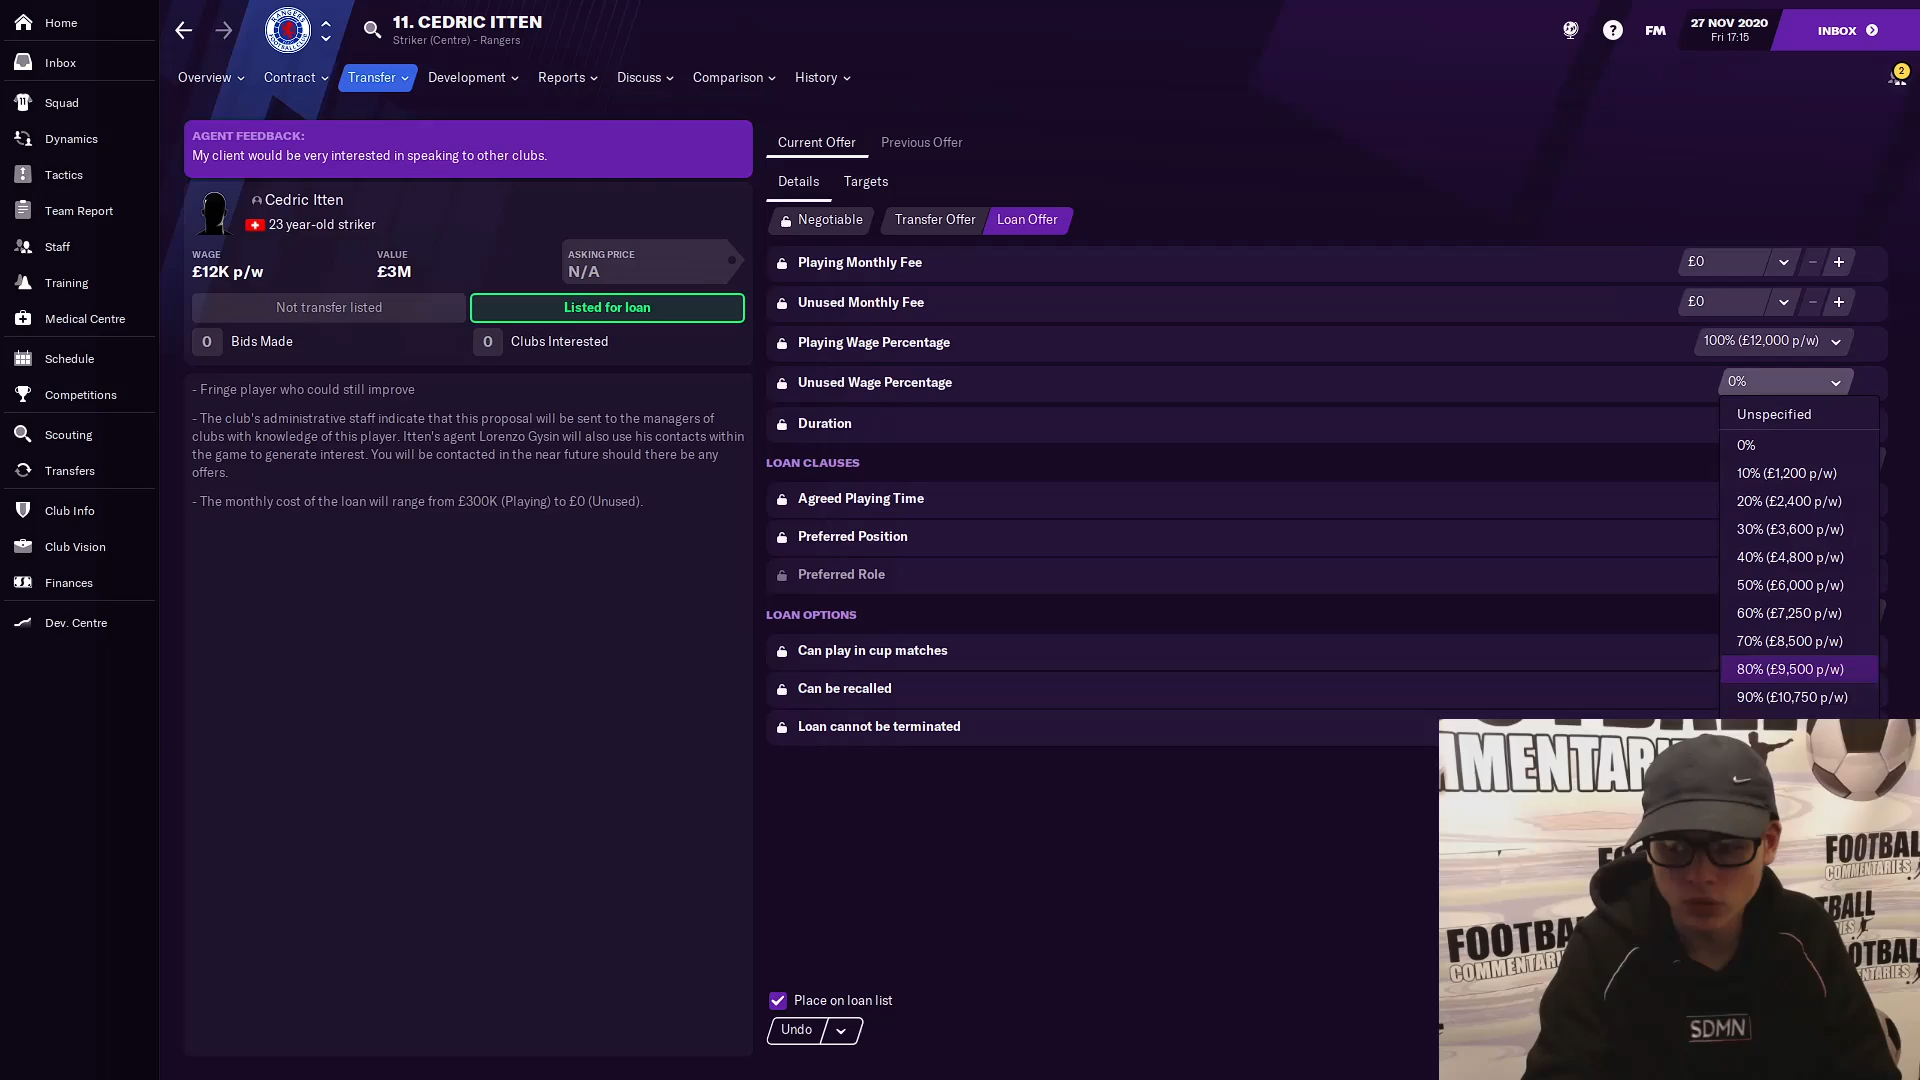 Home
Inbox
Squad
Dynamics
Tactics
Team Report
Staff
Training
Medical Centre
Schedule
Competitions
Scouting
Transfers
Club Info
Club Vision
Finances
Dev. Centre
11. CEDRIC ITTEN
Striker (Centre) - Rangers
FM
27 NOV 2020
Fri 17:15
INBOX
2
Overview
Contract
Transfer
Development
Reports
Discuss
Comparison
History
AGENT FEEDBACK:
My client would be very interested in speaking to other clubs.
Cedric Itten
23 year-old striker
WAGE
£12K p/w
VALUE
£3M
ASKING PRICE
N/A
Not transfer listed
Listed for loan
0 Bids Made
0 Clubs Interested
- Fringe player who could still improve
- The club's administrative staff indicate that this proposal will be sent to the managers of
clubs with knowledge of this player. Itten's agent Lorenzo Gysin will also use his contacts within
the game to generate interest. You will be contacted in the near future should there be any
offers.
- The monthly cost of the loan will range from £300K (Playing) to £0 (Unused).
Current Offer
Previous Offer
Details
Targets
Negotiable
Transfer Offer
Loan Offer
Playing Monthly Fee £0
Unused Monthly Fee £0
Playing Wage Percentage 100% (£12,000 p/w)
Unused Wage Percentage 0%
Duration
LOAN CLAUSES
Agreed Playing Time
Preferred Position
Preferred Role
LOAN OPTIONS
Can play in cup matches
Can be recalled
Loan cannot be terminated
Unspecified
0%
10% (£1,200 p/w)
20% (£2,400 p/w)
30% (£3,600 p/w)
40% (£4,800 p/w)
50% (£6,000 p/w)
60% (£7,250 p/w)
70% (£8,500 p/w)
80% (£9,500 p/w)
90% (£10,750 p/w)
Place on loan list
Undo
FOOTBALL
COMMENTARIES
SDMN